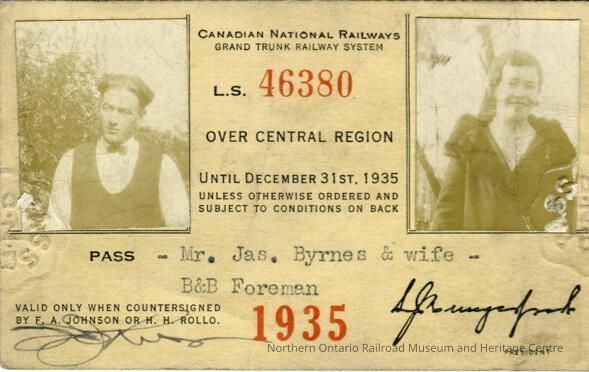 CANADIAN NATIONAL RAILWAYS
GRAND TRUNK RAILWAY SYSTEM
L.S. 46380
OVER CENTRAL REGION
UNTIL DECEMBER 31ST, 1935
UNLESS OTHERWISE ORDERED AND
SUBJECT TO CONDITIONS ON BACK
PASS - Mr. Jas. Byrnes & wife -
B&B Foreman
VALID ONLY WHEN COUNTERSIGNED
BY F. A. JOHNSON OR H. H. ROLLO.
1935
PRESIDENT
Northern Ontario Railroad Museum and Heritage Centre